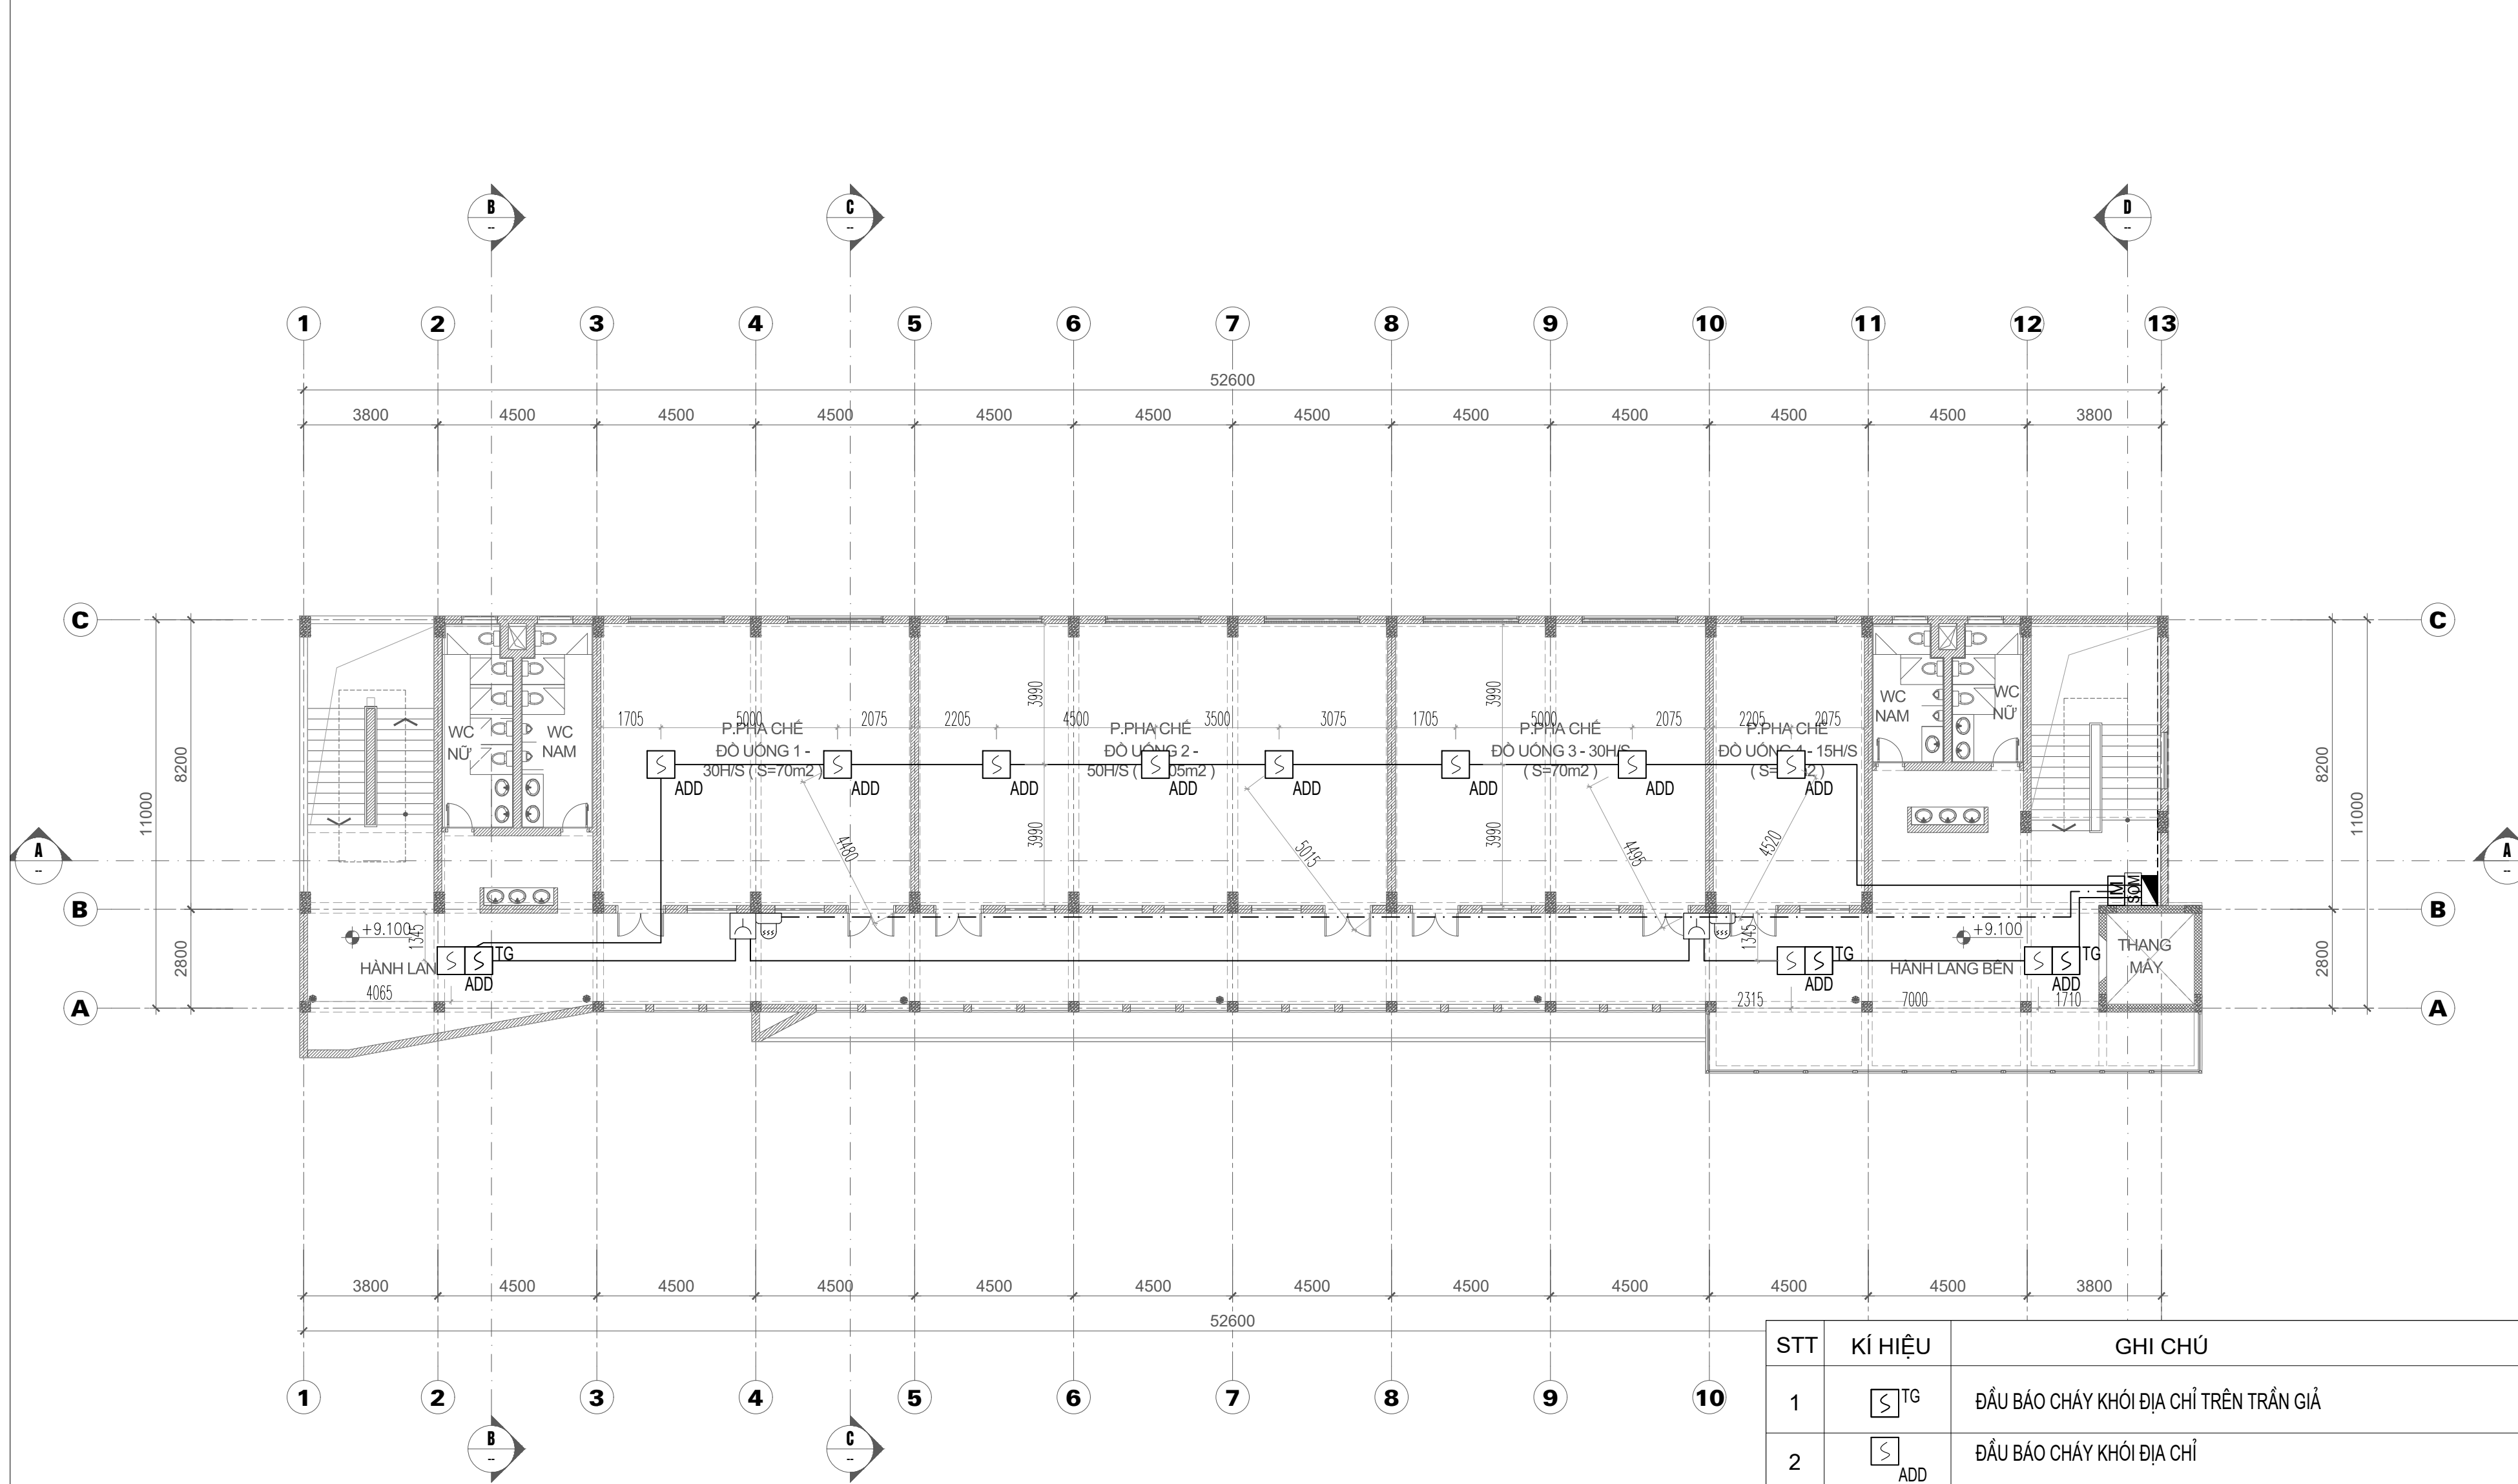 B
--
C
--
D
--
1 2 3 4 5 6 7 8 9 10 11 12 13
52600
3800 4500 4500 4500 4500 4500 4500 4500 4500 4500 4500 3800
C C
WC NỮ
WC NAM
WC NAM
WC NỮ
8200
11000
2800
8200
11000
2800
1705 5000 2075 2205 4500 3500 3075 1705 5000 2075 2205 2075
3990
3990
3990
3990
P.PHA CHẾ
ĐỒ UỐNG 1 -
30H/S ( S=70m2 )
P.PHA CHẾ
ĐỒ UỐNG 2 -
50H/S ( 05m2 )
P.PHA CHẾ
ĐỒ UỐNG 3 - 30H/S
( S=70m2 )
P.PHA CHẾ
ĐỒ UỐNG 4 - 15H/S
( S=
ADD ADD ADD ADD ADD ADD ADD ADD
4480
5015
4495
4520
A
--
A
--
IM
SOM
B B
+9.100
1345
HÀNH LAN
TG
ADD
4065
1345
TG
ADD
2315
+9.100
HÀNH LANG BÊN
7000
TG
ADD
1710
THANG
MÁY
A A
3800 4500 4500 4500 4500 4500 4500 4500 4500 4500 4500 3800
52600
1 2 3 4 5 6 7 8 9 10
B
--
C
--
STT KÍ HIỆU GHI CHÚ
1 TG ĐẦU BÁO CHÁY KHÓI ĐỊA CHỈ TRÊN TRẦN GIẢ
2 ADD ĐẦU BÁO CHÁY KHÓI ĐỊA CHỈ